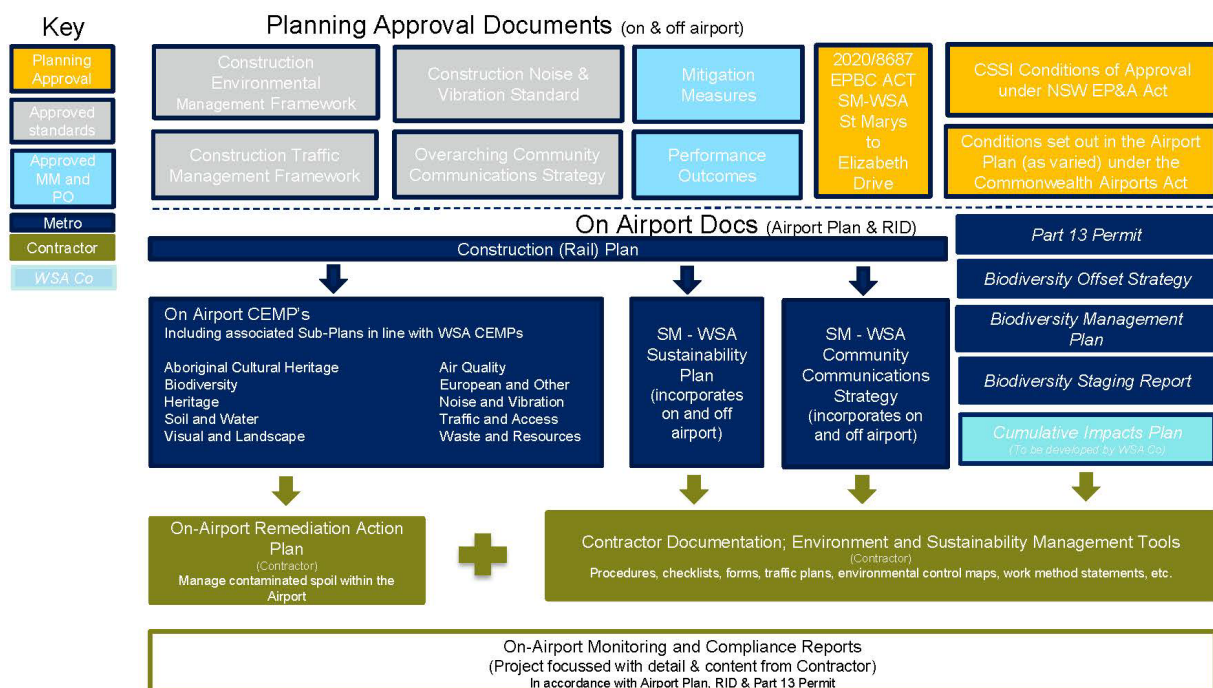 Key
Planning
Approval
Approved
standards
Approved
MM and
PO
Metro
Contractor
WSA Co
Planning Approval Documents (on & off airport)
Construction
Environmental
Management Framework
Construction Noise &
Vibration Standard
Mitigation
Measures
2020/8687
EPBC ACT
SM-WSA
St Marys
to
Elizabeth
Drive
CSSI Conditions of Approval
under NSW EP&A Act
Construction Traffic
Management Framework
Overarching Community
Communications Strategy
Performance
Outcomes
Conditions set out in the Airport
Plan (as varied) under the
Commonwealth Airports Act
On Airport Docs (Airport Plan & RID)
Construction (Rail) Plan
On Airport CEMP's
Including associated Sub-Plans in line with WSA CEMPs
Aboriginal Cultural Heritage
Biodiversity
Heritage
Soil and Water
Visual and Landscape
Air Quality
European and Other
Noise and Vibration
Traffic and Access
Waste and Resources
SM - WSA
Sustainability
Plan
(incorporates
on and off
airport)
SM - WSA
Community
Communications
Strategy
(incorporates on
and off airport)
Part 13 Permit
Biodiversity Offset Strategy
Biodiversity Management
Plan
Biodiversity Staging Report
Cumulative Impacts Plan
(To be developed by WSA Co)
On-Airport Remediation Action
Plan
(Contractor)
Manage contaminated spoil within the
Airport
Contractor Documentation; Environment and Sustainability Management Tools
(Contractor)
Procedures, checklists, forms, traffic plans, environmental control maps, work method statements, etc.
On-Airport Monitoring and Compliance Reports
(Project focussed with detail & content from Contractor)
In accordance with Airport Plan, RID & Part 13 Permit